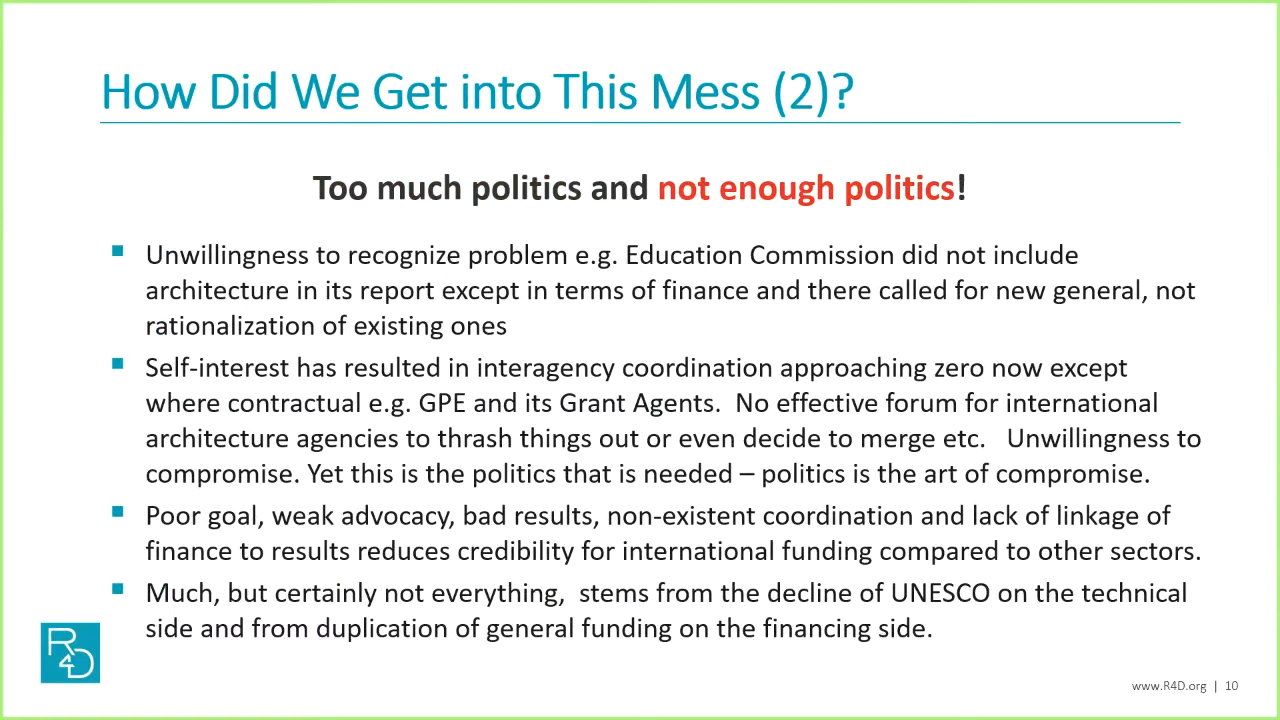 How Did We Get into This Mess (2)?
Too much politics and not enough politics!
Unwillingness to recognize problem e.g. Education Commission did not include
architecture in its report except in terms of finance and there called for new general, not
rationalization of existing ones
Self-interest has resulted in interagency coordination approaching zero now except
where contractual e.g. GPE and its Grant Agents.  No effective forum for international
architecture agencies to thrash things out or even decide to merge etc.   Unwillingness to
compromise. Yet this is the politics that is needed – politics is the art of compromise.
Poor goal, weak advocacy, bad results, non-existent coordination and lack of linkage of
finance to results reduces credibility for international funding compared to other sectors.
Much, but certainly not everything,  stems from the decline of UNESCO on the technical
side and from duplication of general funding on the financing side.
R4D
www.R4D.org | 10